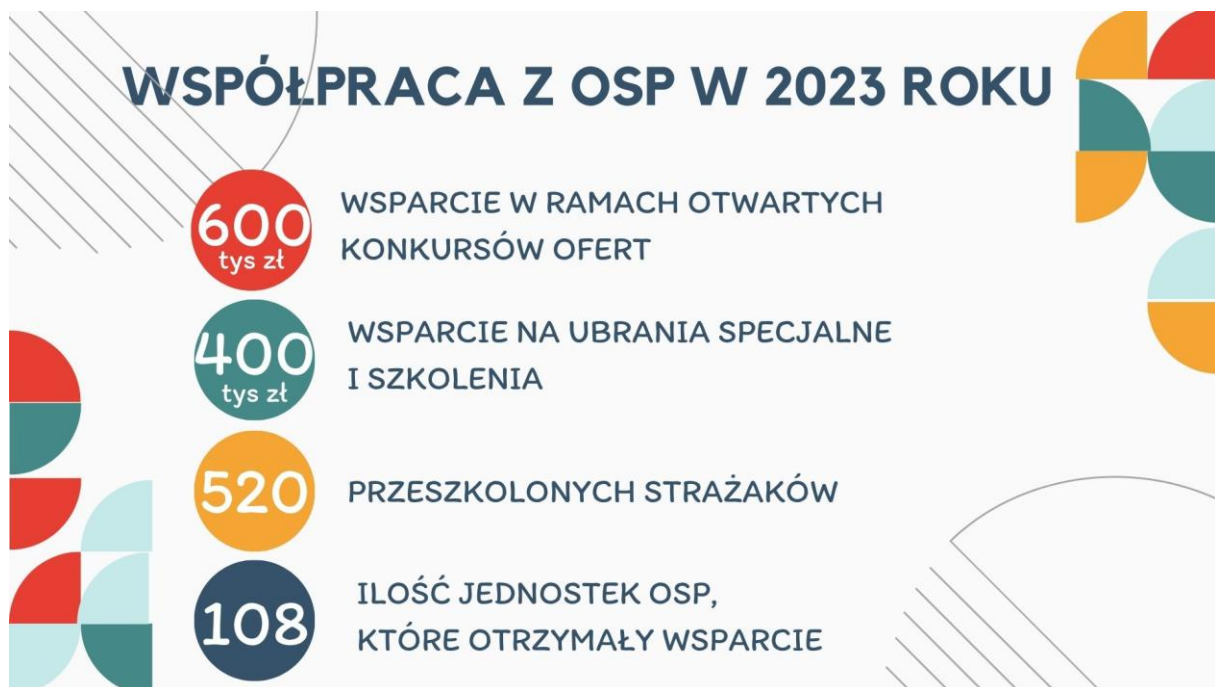 WSPÓŁPRACA Z OSP W 2023 ROKU
600
tys zł
WSPARCIE W RAMACH OTWARTYCH
KONKURSÓW OFERT
400
tys zł
WSPARCIE NA UBRANIA SPECJALNE
I SZKOLENIA
520
PRZESZKOLONYCH STRAŻAKÓW
108
ILOŚĆ JEDNOSTEK OSP,
KTÓRE OTRZYMAŁY WSPARCIE